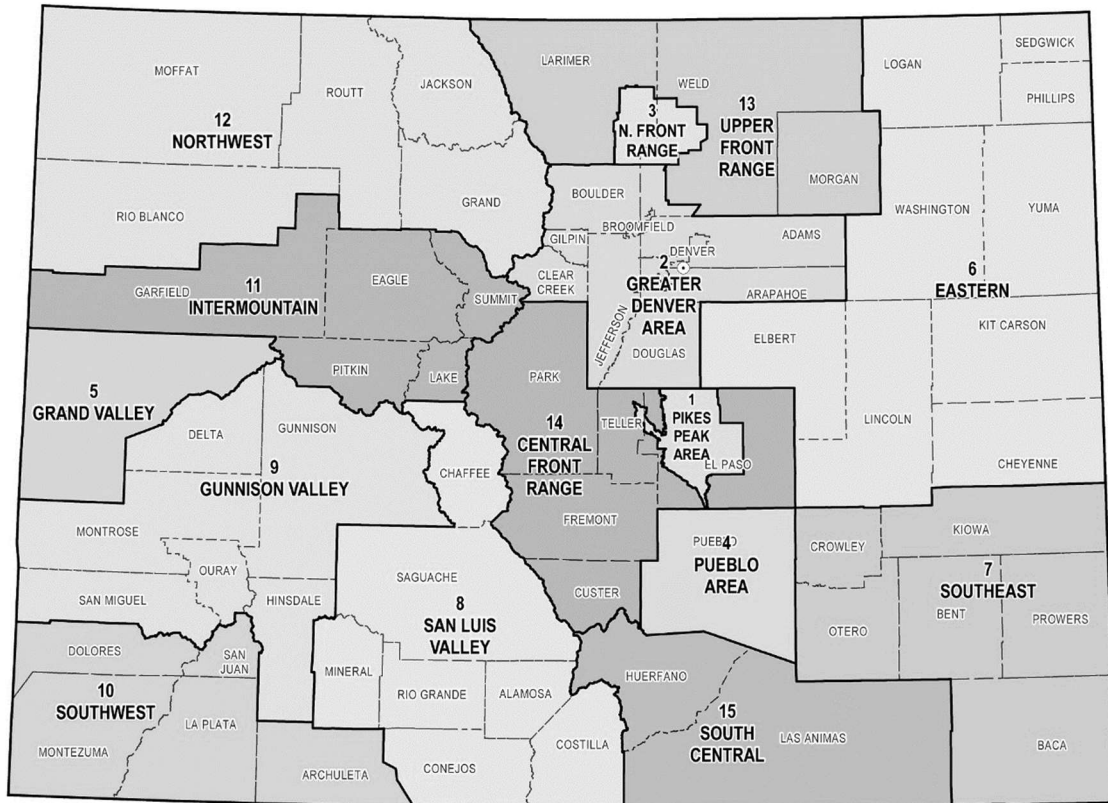 MOFFAT
ROUTT
JACKSON
LARIMER
WELD
LOGAN
SEDGWICK
PHILLIPS
12
NORTHWEST
3
N. FRONT
RANGE
13
UPPER
FRONT
RANGE
MORGAN
RIO BLANCO
GRAND
BOULDER
BROOMFIELD
WASHINGTON
YUMA
GILPIN
DENVER
ADAMS
CLEAR
CREEK
2
GREATER
DENVER
AREA
ARAPAHOE
6
EASTERN
EAGLE
GARFIELD
11
INTERMOUNTAIN
SUMMIT
JEFFERSON
DOUGLAS
ELBERT
KIT CARSON
PITKIN
LAKE
PARK
5
GRAND VALLEY
DELTA
GUNNISON
9
GUNNISON VALLEY
CHAFFEE
14
CENTRAL
FRONT
RANGE
TELLER
1
PIKES
PEAK
AREA
EL PASO
LINCOLN
CHEYENNE
MONTROSE
FREMONT
OURAY
PUEBLO
4
PUEBLO
AREA
CROWLEY
KIOWA
SAN MIGUEL
HINSDALE
SAGUACHE
8
SAN LUIS
VALLEY
CUSTER
7
SOUTHEAST
BENT
PROWERS
OTERO
DOLORES
SAN
JUAN
MINERAL
RIO GRANDE
ALAMOSA
HUERFANO
10
SOUTHWEST
LA PLATA
MONTEZUMA
ARCHULETA
CONEJOS
COSTILLA
15
SOUTH
CENTRAL
LAS ANIMAS
BACA